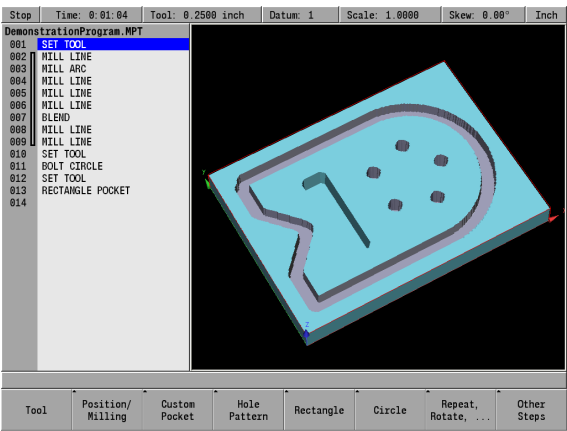 Stop Time: 0:01:04 Tool: 0.2500 inch Datum: 1 Scale: 1.0000 Skew: 0.00° Inch
DemonstrationProgram.MPT
001 SET TOOL
002 MILL LINE
003 MILL ARC
004 MILL LINE
005 MILL LINE
006 MILL LINE
007 BLEND
008 MILL LINE
009 MILL LINE
010 SET TOOL
011 BOLT CIRCLE
012 SET TOOL
013 RECTANGLE POCKET
014
Y
Z
Tool
Position/
Milling
Custom
Pocket
Hole
Pattern
Rectangle
Circle
Repeat,
Rotate, ...
Other
Steps